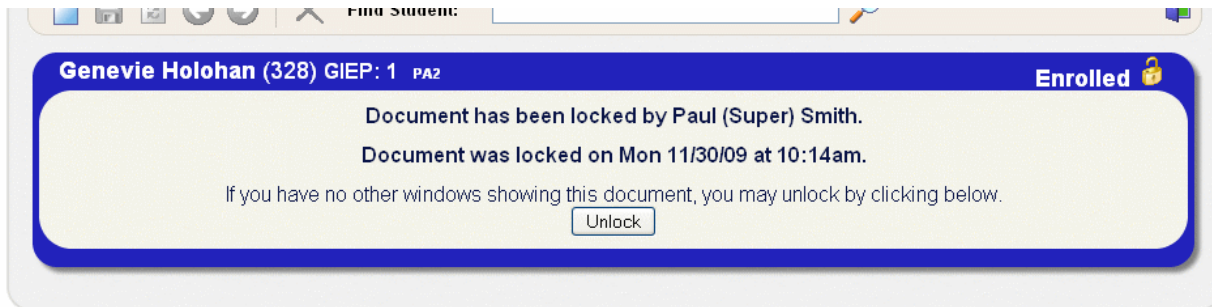 Find Student:
Genevie Holohan (328) GIEP: 1 PA2
Enrolled
Document has been locked by Paul (Super) Smith.
Document was locked on Mon 11/30/09 at 10:14am.
If you have no other windows showing this document, you may unlock by clicking below.
Unlock